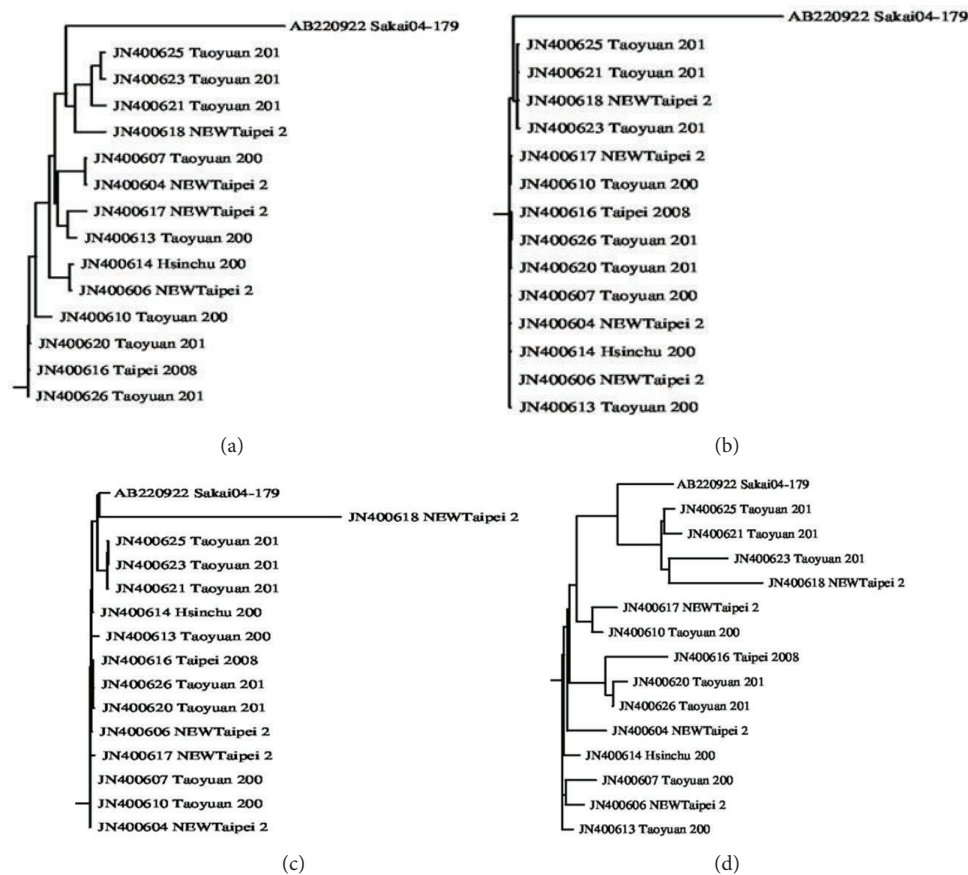 AB220922 Sakai04-179
JN400625 Taoyuan 201
JN400623 Taoyuan 201
JN400621 Taoyuan 201
JN400618 NEWTaipei 2
JN400607 Taoyuan 200
JN400604 NEWTaipei 2
JN400617 NEWTaipei 2
JN400613 Taoyuan 200
JN400614 Hsinchu 200
JN400606 NEWTaipei 2
JN400610 Taoyuan 200
JN400620 Taoyuan 201
JN400616 Taipei 2008
JN400626 Taoyuan 201
(a)
AB220922 Sakai04-179
JN400625 Taoyuan 201
JN400621 Taoyuan 201
JN400618 NEWTaipei 2
JN400623 Taoyuan 201
JN400617 NEWTaipei 2
JN400610 Taoyuan 200
JN400616 Taipei 2008
JN400626 Taoyuan 201
JN400620 Taoyuan 201
JN400607 Taoyuan 200
JN400604 NEWTaipei 2
JN400614 Hsinchu 200
JN400606 NEWTaipei 2
JN400613 Taoyuan 200
(b)
AB220922 Sakai04-179
JN400618 NEWTaipei 2
JN400625 Taoyuan 201
JN400623 Taoyuan 201
JN400621 Taoyuan 201
JN400614 Hsinchu 200
JN400613 Taoyuan 200
JN400616 Taipei 2008
JN400626 Taoyuan 201
JN400620 Taoyuan 201
JN400606 NEWTaipei 2
JN400617 NEWTaipei 2
JN400607 Taoyuan 200
JN400610 Taoyuan 200
JN400604 NEWTaipei 2
(c)
AB220922 Sakai04-179
JN400625 Taoyuan 201
JN400621 Taoyuan 201
JN400623 Taoyuan 201
JN400618 NEWTaipei 2
JN400617 NEWTaipei 2
JN400610 Taoyuan 200
JN400616 Taipei 2008
JN400620 Taoyuan 201
JN400626 Taoyuan 201
JN400604 NEWTaipei 2
JN400614 Hsinchu 200
JN400607 Taoyuan 200
JN400606 NEWTaipei 2
JN400613 Taoyuan 200
(d)